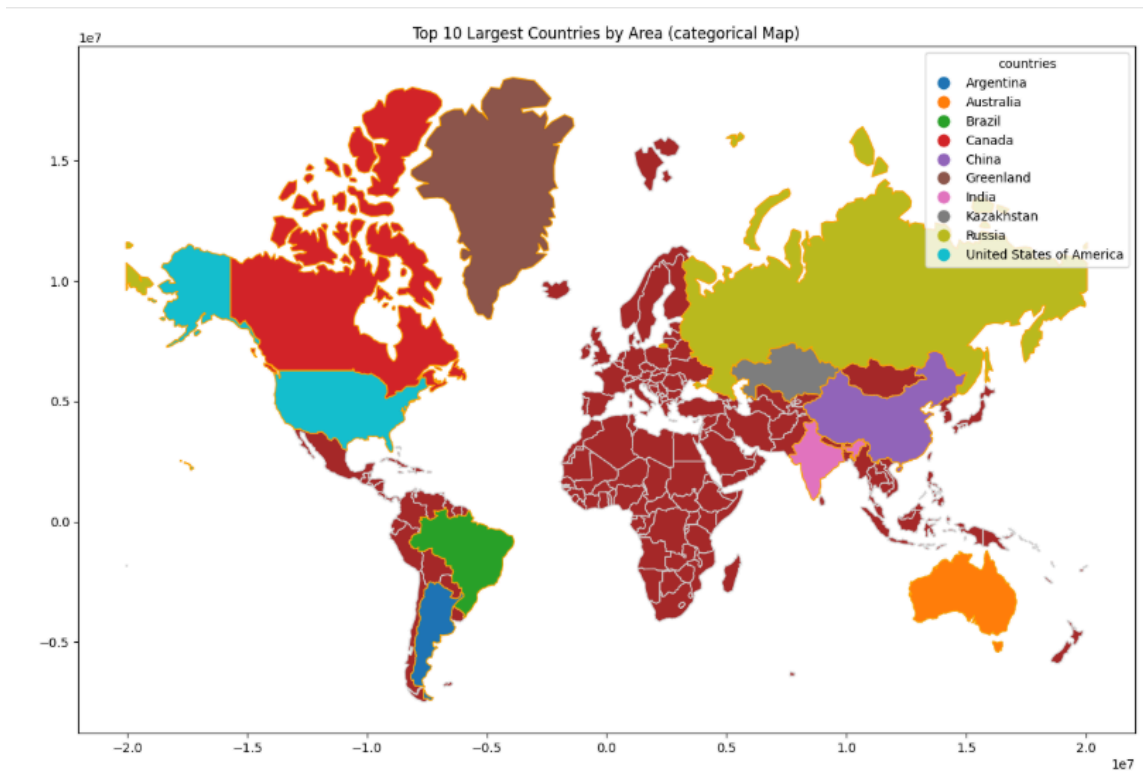 Top 10 Largest Countries by Area (categorical Map)
1e7
countries
Argentina
Australia
Brazil
Canada
China
Greenland
India
Kazakhstan
Russia
United States of America
1.5
1.0
0.5
0.0
−0.5
−2.0 −1.5 −1.0 −0.5 0.0 0.5 1.0 1.5 2.0
1e7